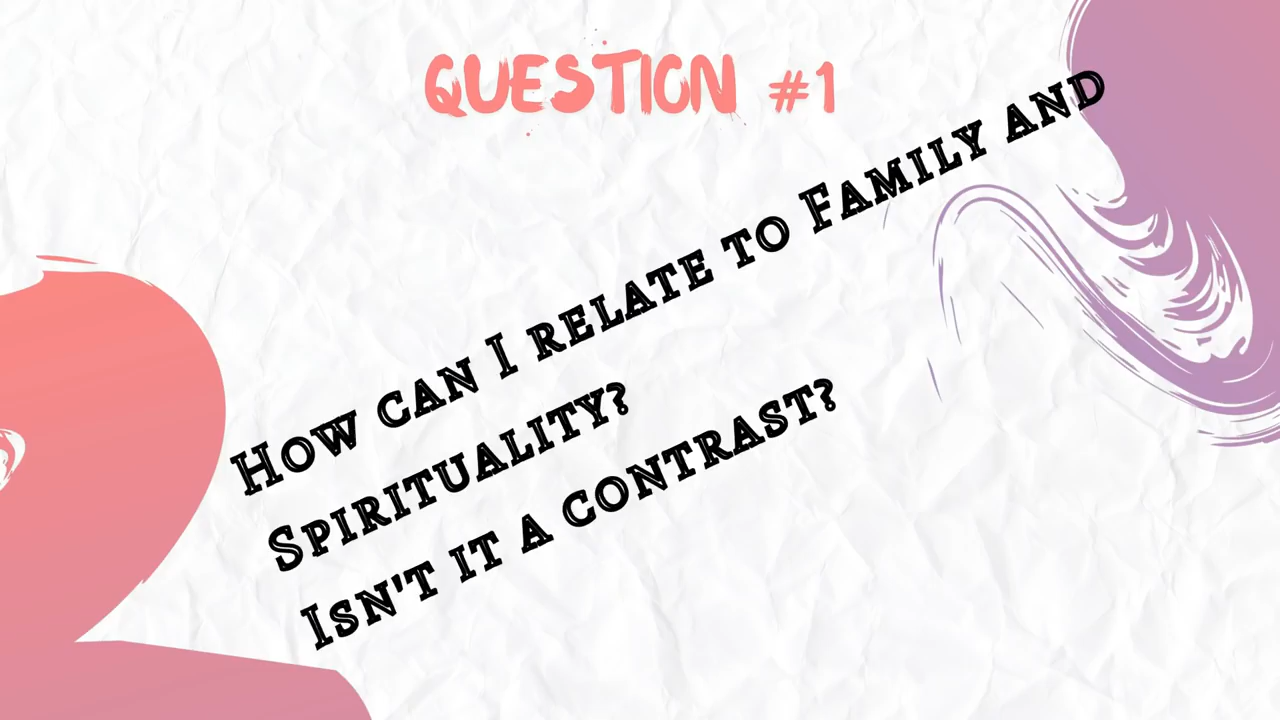 QUESTION #1
How can I relate to Family and
Spirituality?
Isn't it a contrast?